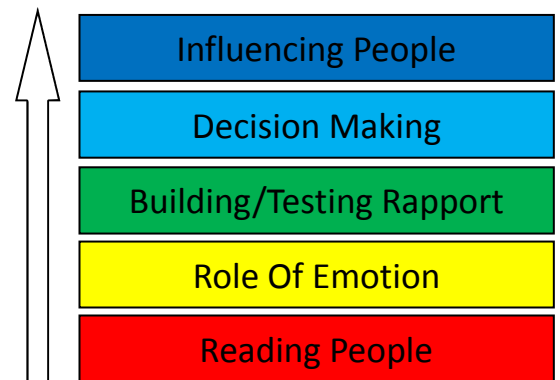 Influencing People
Decision Making
Building/Testing Rapport
Role Of Emotion
Reading People